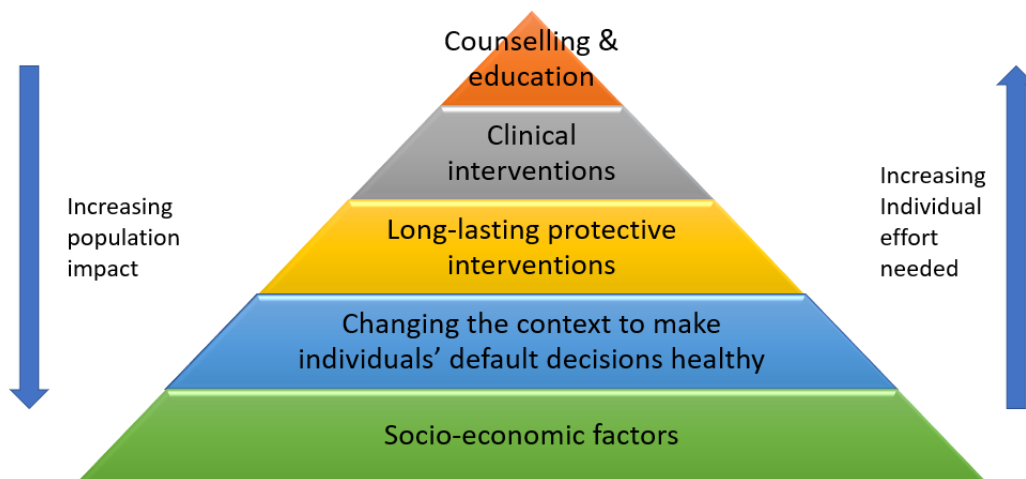 Counselling &
education
Clinical
interventions
Increasing
population
impact
Increasing
Individual
effort
needed
Long-lasting protective
interventions
Changing the context to make
individuals’ default decisions healthy
Socio-economic factors